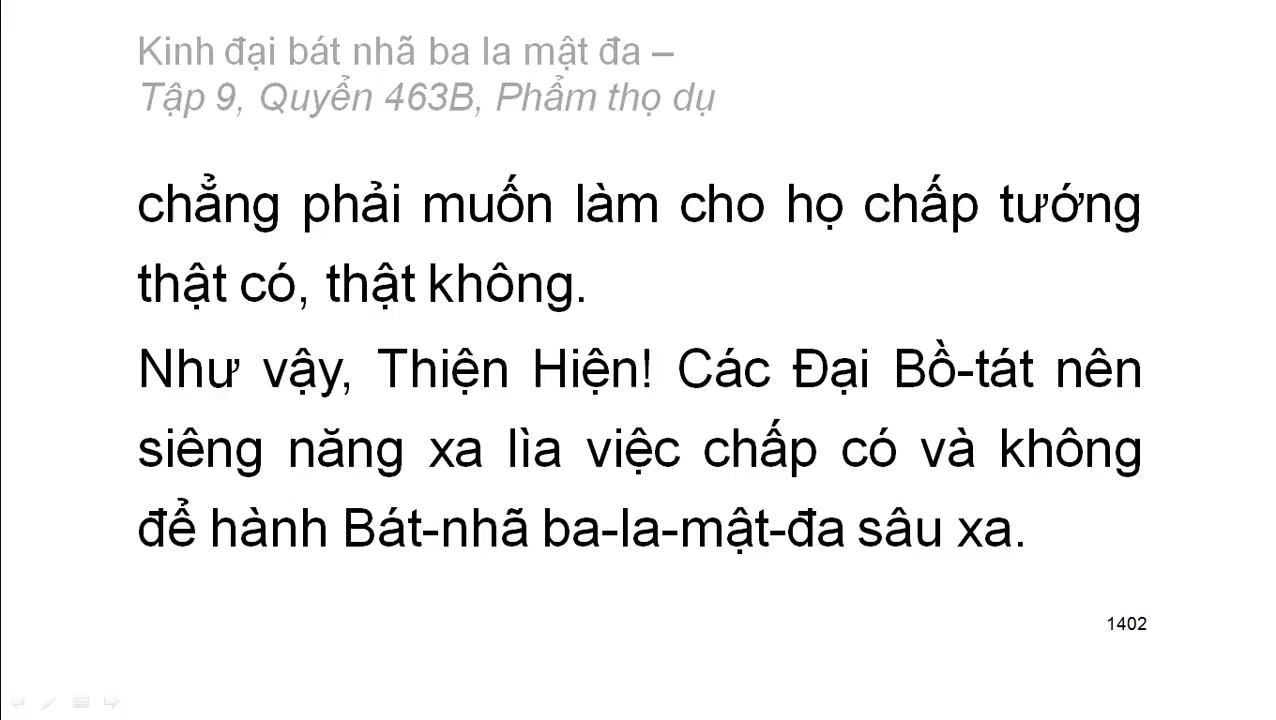 Kinh đại bát nhã ba la mật đa –
Tập 9, Quyển 463B, Phẩm thọ dụ
chẳng phải muốn làm cho họ chấp tướng
thật có, thật không.
Như vậy, Thiện Hiện! Các Đại Bồ-tát nên
siêng năng xa lìa việc chấp có và không
để hành Bát-nhã ba-la-mật-đa sâu xa.
1402